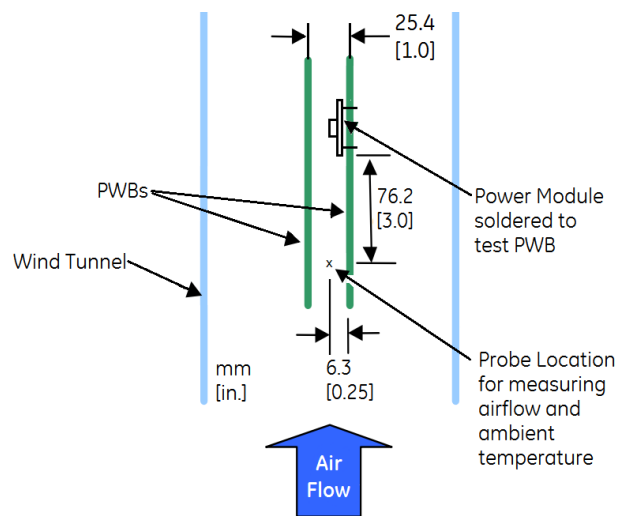 25.4
[1.0]
PWBs
76.2
[3.0]
Power Module
soldered to
test PWB
Wind Tunnel
x
mm
[in.]
6.3
[0.25]
Probe Location
for measuring
airflow and
ambient
temperature
Air
Flow